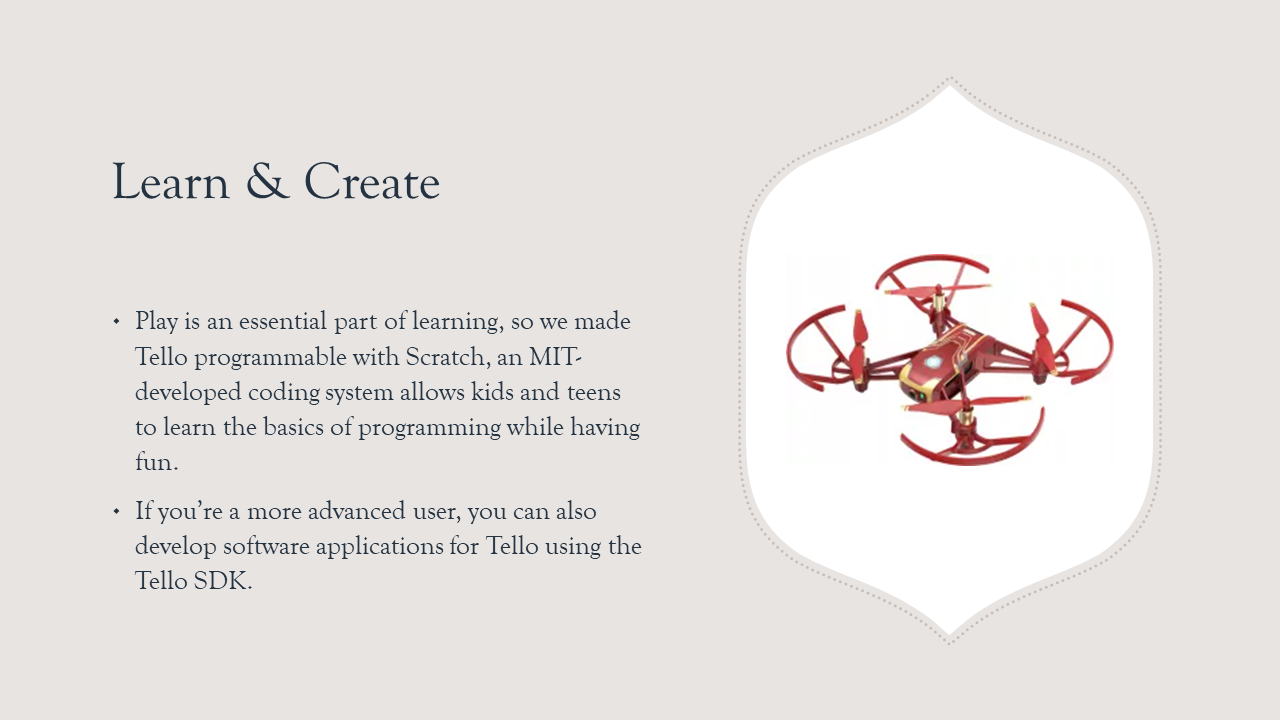 Learn & Create
• Play is an essential part of learning, so we made
Tello programmable with Scratch, an MIT-
developed coding system allows kids and teens
to learn the basics of programming while having
fun.
• If you’re a more advanced user, you can also
develop software applications for Tello using the
Tello SDK.